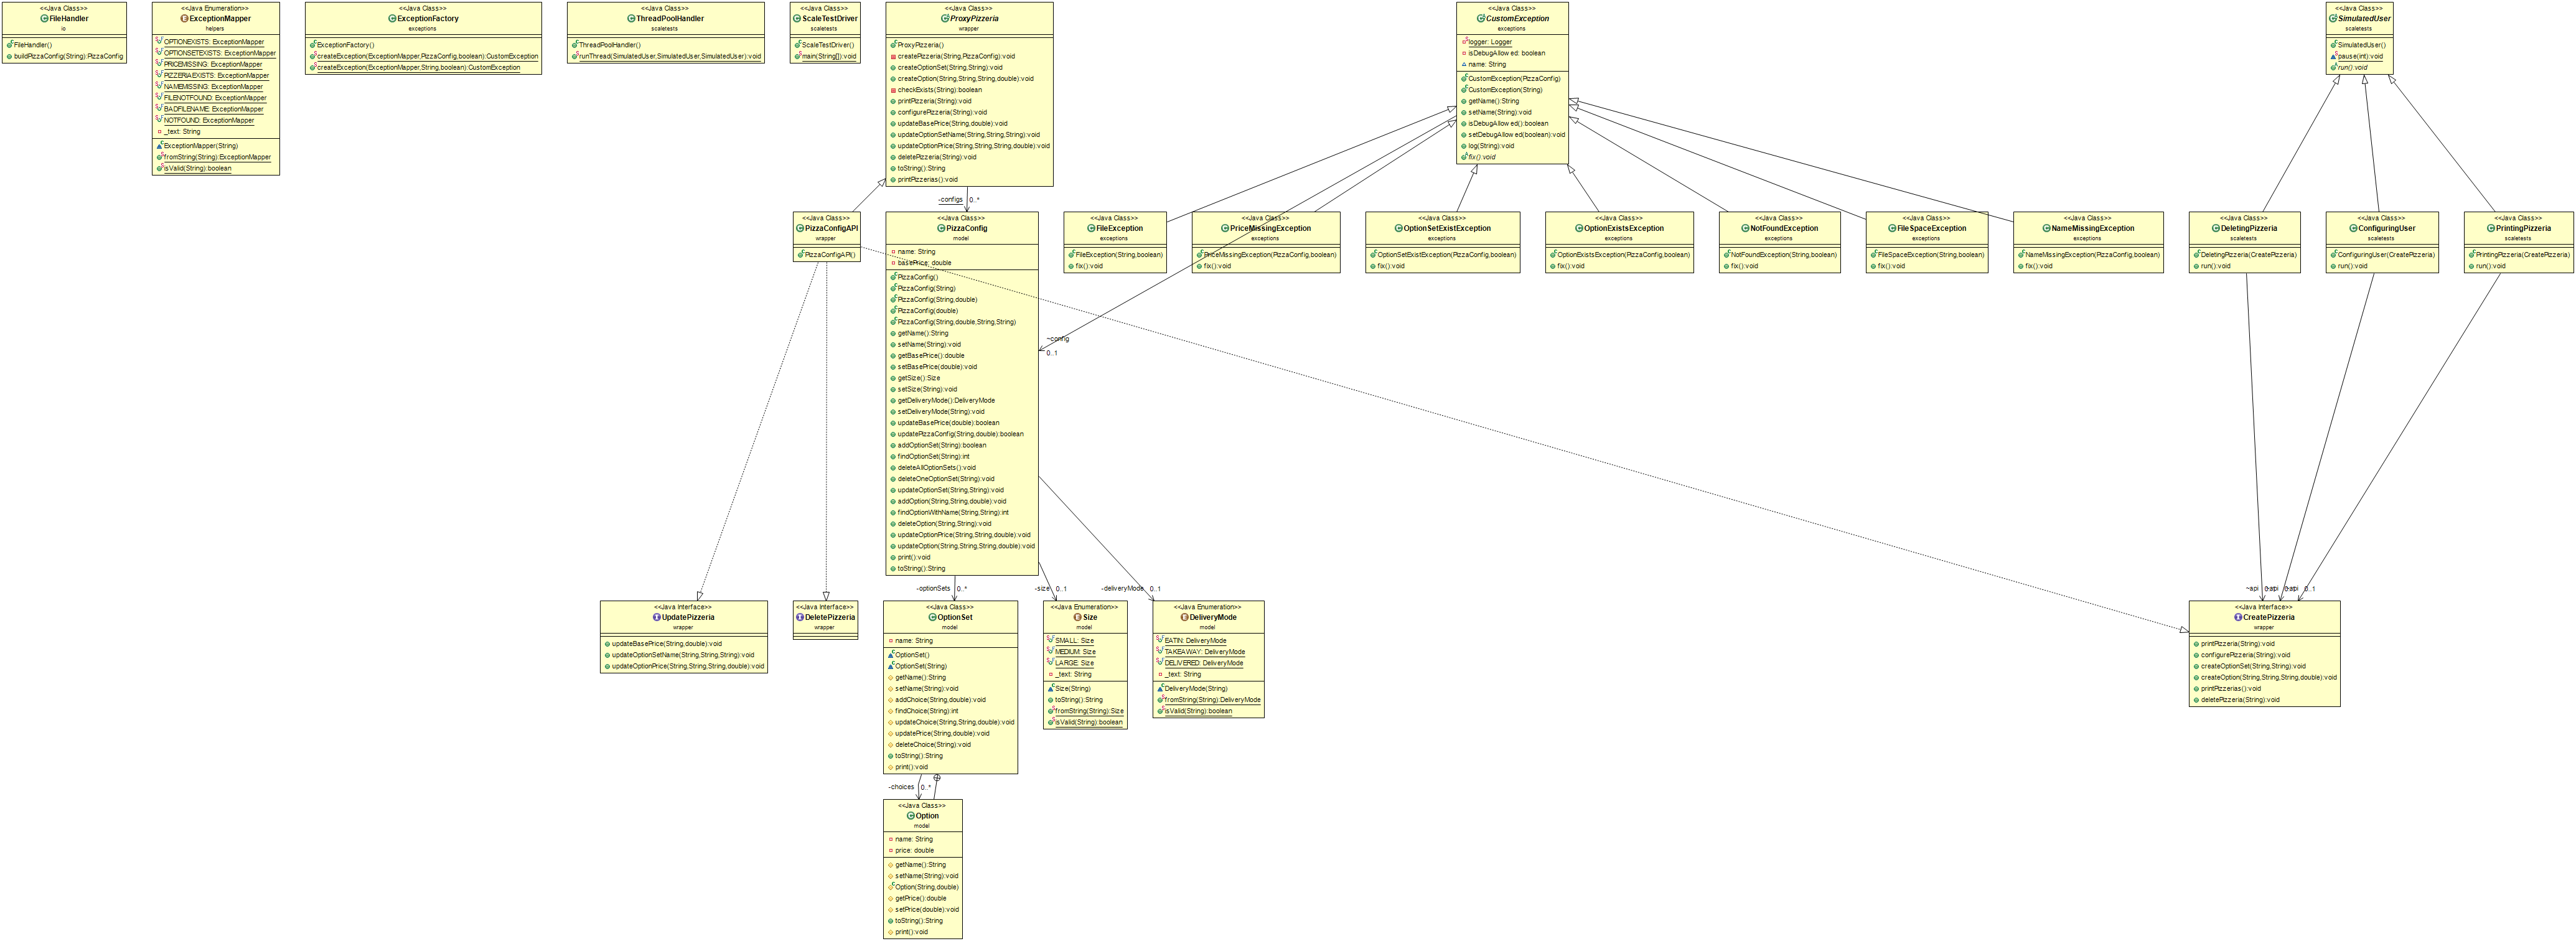 <<Java Class>>
FileHandler
io
FileHandler()
buildPizzaConfig(String):PizzaConfig
<<Java Enumeration>>
ExceptionMapper
helpers
OPTIONEXISTS: ExceptionMapper
OPTIONSETEXISTS: ExceptionMapper
PRICEMISSING: ExceptionMapper
PIZZERIAEXISTS: ExceptionMapper
NAMEMISSING: ExceptionMapper
FILENOTFOUND: ExceptionMapper
BADFILENAME: ExceptionMapper
NOTFOUND: ExceptionMapper
_text: String
ExceptionMapper(String)
fromString(String):ExceptionMapper
isValid(String):boolean
<<Java Class>>
ExceptionFactory
exceptions
ExceptionFactory()
createException(ExceptionMapper,PizzaConfig,boolean):CustomException
createException(ExceptionMapper,String,boolean):CustomException
<<Java Class>>
ThreadPoolHandler
scaletests
ThreadPoolHandler()
runThread(SimulatedUser,SimulatedUser,SimulatedUser):void
<<Java Class>>
ScaleTestDriver
scaletests
ScaleTestDriver()
main(String[]):void
<<Java Class>>
ProxyPizzeria
wrapper
ProxyPizzeria()
createPizzeria(String,PizzaConfig):void
createOptionSet(String,String):void
createOption(String,String,String,double):void
checkExists(String):boolean
printPizzeria(String):void
configurePizzeria(String):void
updateBasePrice(String,double):void
updateOptionSetName(String,String,String):void
updateOptionPrice(String,String,String,double):void
deletePizzeria(String):void
toString():String
printPizzerias():void
<<Java Class>>
CustomException
exceptions
logger: Logger
isDebugAllowed: boolean
name: String
CustomException(PizzaConfig)
CustomException(String)
getName():String
setName(String):void
isDebugAllowed():boolean
setDebugAllowed(boolean):void
log(String):void
fix():void
<<Java Class>>
SimulatedUser
scaletests
SimulatedUser()
pause(int):void
run():void
-configs
0..*
<<Java Class>>
PizzaConfigAPI
wrapper
PizzaConfigAPI()
<<Java Class>>
PizzaConfig
model
name: String
basePrice: double
PizzaConfig()
PizzaConfig(String)
PizzaConfig(String,double)
PizzaConfig(double)
PizzaConfig(String,double,String,String)
getName():String
setName(String):void
getBasePrice():double
setBasePrice(double):void
getSize():Size
setSize(String):void
getDeliveryMode():DeliveryMode
setDeliveryMode(String):void
updateBasePrice(double):boolean
updatePizzaConfig(String,double):boolean
addOptionSet(String):boolean
findOptionSet(String):int
deleteAllOptionSets():void
deleteOneOptionSet(String):void
updateOptionSet(String,String):void
addOption(String,String,double):void
findOptionWithName(String,String):int
deleteOption(String,String):void
updateOptionPrice(String,String,double):void
updateOption(String,String,String,double):void
print():void
toString():String
<<Java Class>>
FileException
exceptions
FileException(String,boolean)
fix():void
<<Java Class>>
PriceMissingException
exceptions
PriceMissingException(PizzaConfig,boolean)
fix():void
<<Java Class>>
OptionSetExistException
exceptions
OptionSetExistException(PizzaConfig,boolean)
fix():void
<<Java Class>>
OptionExistsException
exceptions
OptionExistsException(PizzaConfig,boolean)
fix():void
<<Java Class>>
NotFoundException
exceptions
NotFoundException(String,boolean)
fix():void
<<Java Class>>
FileSpaceException
exceptions
FileSpaceException(String,boolean)
fix():void
<<Java Class>>
NameMissingException
exceptions
NameMissingException(PizzaConfig,boolean)
fix():void
<<Java Class>>
DeletingPizzeria
scaletests
DeletingPizzeria(CreatePizzeria)
run():void
<<Java Class>>
ConfiguringUser
scaletests
ConfiguringUser(CreatePizzeria)
run():void
<<Java Class>>
PrintingPizzeria
scaletests
PrintingPizzeria(CreatePizzeria)
run():void
~config
0..1
-optionSets
0..*
-size
0..1
-deliveryMode
0..1
~api
0..1
<<Java Interface>>
UpdatePizzeria
wrapper
updateBasePrice(String,double):void
updateOptionSetName(String,String,String):void
updateOptionPrice(String,String,String,double):void
<<Java Interface>>
DeletePizzeria
wrapper
<<Java Class>>
OptionSet
model
name: String
OptionSet()
OptionSet(String)
getName():String
setName(String):void
addChoice(String,double):void
findChoice(String):int
updateChoice(String,String,double):void
updatePrice(String,double):void
deleteChoice(String):void
toString():String
print():void
<<Java Enumeration>>
Size
model
SMALL: Size
MEDIUM: Size
LARGE: Size
_text: String
Size(String)
toString():String
fromString(String):Size
isValid(String):boolean
<<Java Enumeration>>
DeliveryMode
model
EATIN: DeliveryMode
TAKEAWAY: DeliveryMode
DELIVERED: DeliveryMode
_text: String
DeliveryMode(String)
fromString(String):DeliveryMode
isValid(String):boolean
<<Java Interface>>
CreatePizzeria
wrapper
printPizzeria(String):void
configurePizzeria(String):void
createOptionSet(String,String):void
createOption(String,String,String,double):void
printPizzerias():void
deletePizzeria(String):void
-choices
0..*
<<Java Class>>
Option
model
name: String
price: double
getName():String
setName(String):void
Option(String,double)
getPrice():double
setPrice(double):void
toString():String
print():void